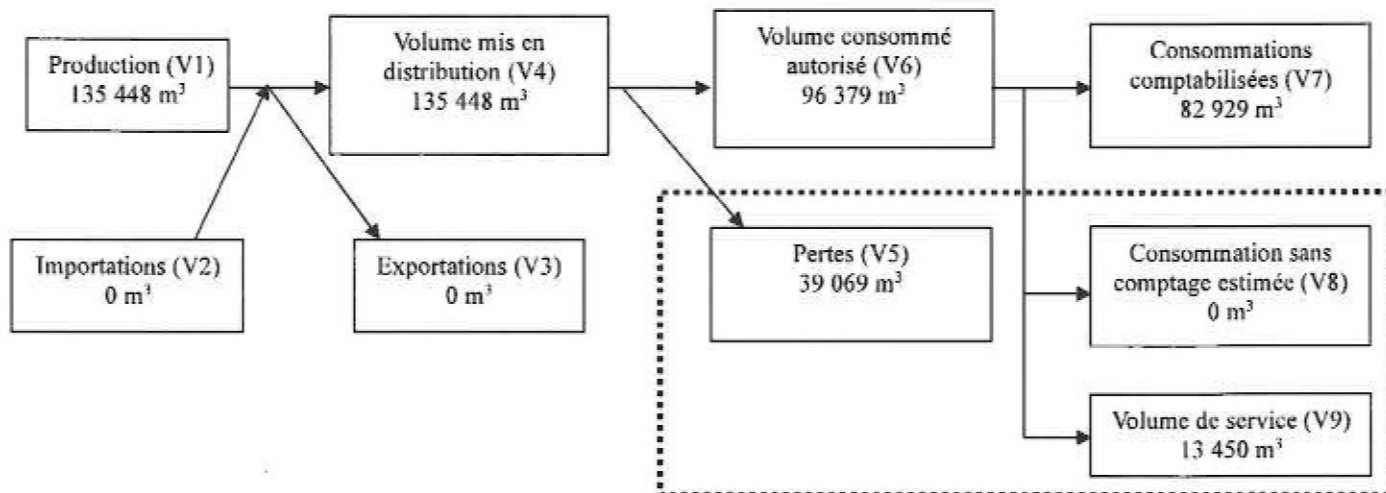 Production (V1)
135 448 m³
Volume mis en
distribution (V4)
135 448 m³
Volume consommé
autorisé (V6)
96 379 m³
Consommations
comptabilisées (V7)
82 929 m³
Importations (V2)
0 m³
Exportations (V3)
0 m³
Pertes (V5)
39 069 m³
Consommation sans
comptage estimée (V8)
0 m³
Volume de service (V9)
13 450 m³